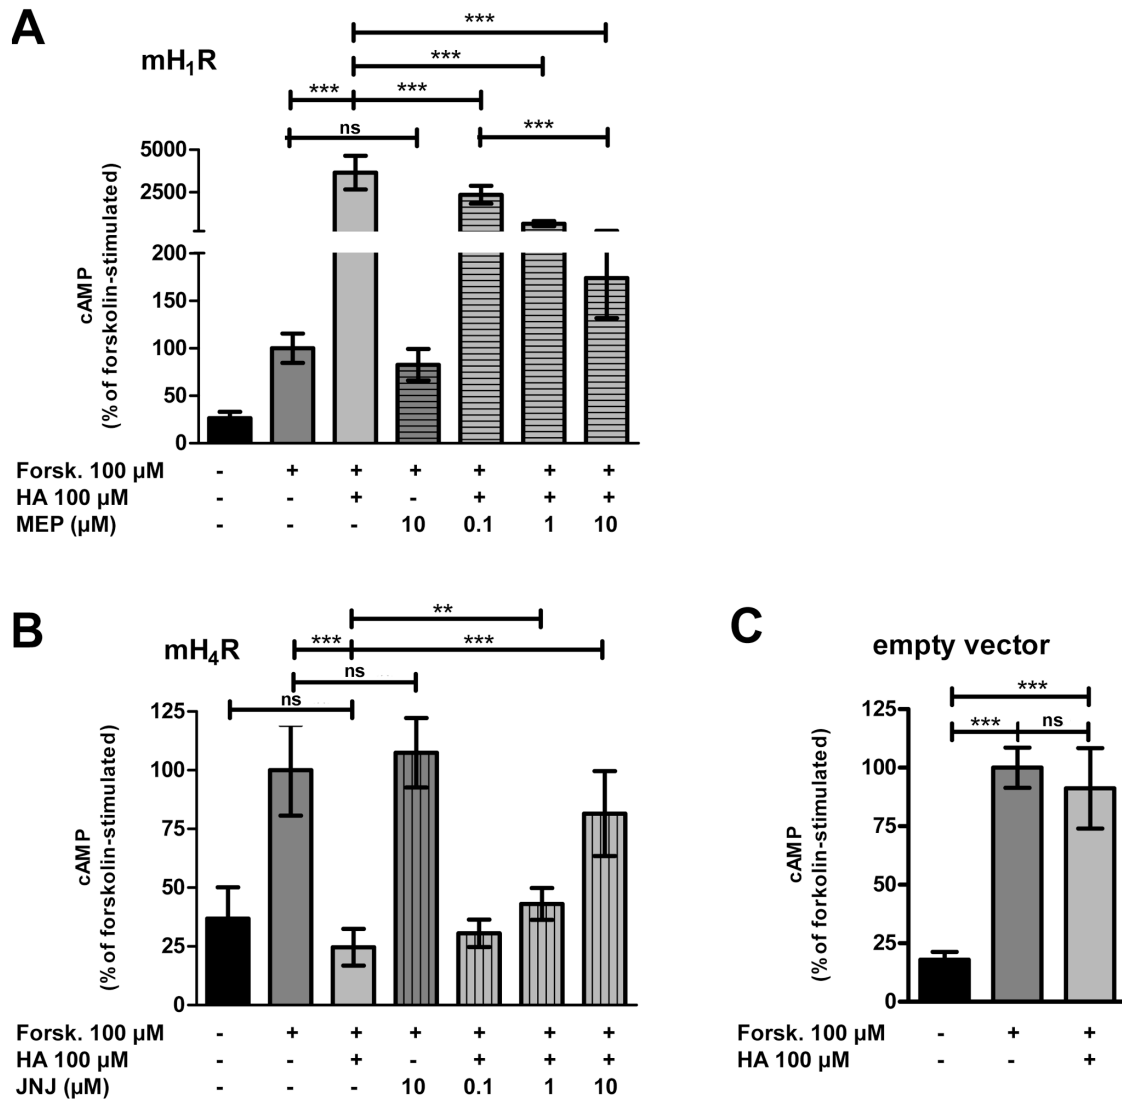 A
mH₁R
***
***
*** ***
ns ***
5000
2500
200
150
100
50
0
cAMP
(% of forskolin-stimulated)
Forsk. 100 µM - + + + + + +
HA 100 µM - - + - + + +
MEP (µM) - - - 10 0.1 1 10
B
mH₄R
**
*** ***
ns
ns
125
100
75
50
25
0
cAMP
(% of forskolin-stimulated)
Forsk. 100 µM - + + + + + +
HA 100 µM - - + - + + +
JNJ (µM) - - - 10 0.1 1 10
C
empty vector
***
*** ns
125
100
75
50
25
0
cAMP
(% of forkolin-stimulated)
Forsk. 100 µM - + +
HA 100 µM - - +